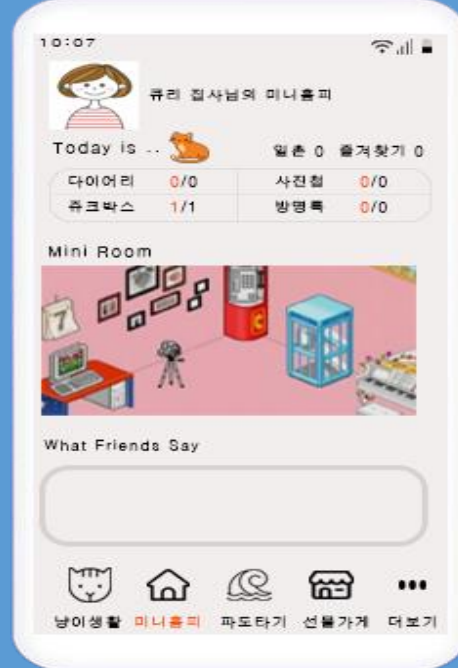 10:07
큐리 집사님의 미니홈피
Today is ..
일촌 0 즐겨찾기 0
다이어리 0/0 사진첩 0/0
쥬크박스 1/1 방명록 0/0
Mini Room
7
What Friends Say
냥이생활 미니홈피 파도타기 선물가게 더보기